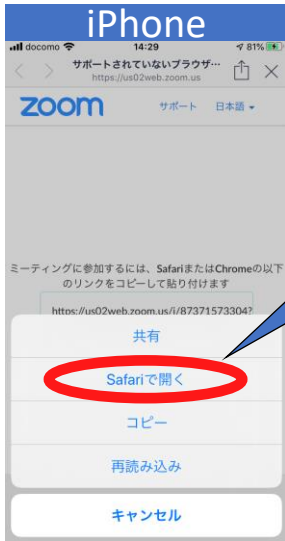 iPhone
docomo 14:29 81%
サポートされていないブラウザ…
https://us02web.zoom.us
zoom サポート 日本語
ミーティングに参加するには、SafariまたはChromeの以下
のリンクをコピーして貼り付けます
https://us02web.zoom.us/j/87371573304?
共有
Safariで開く
コピー
再読み込み
キャンセル